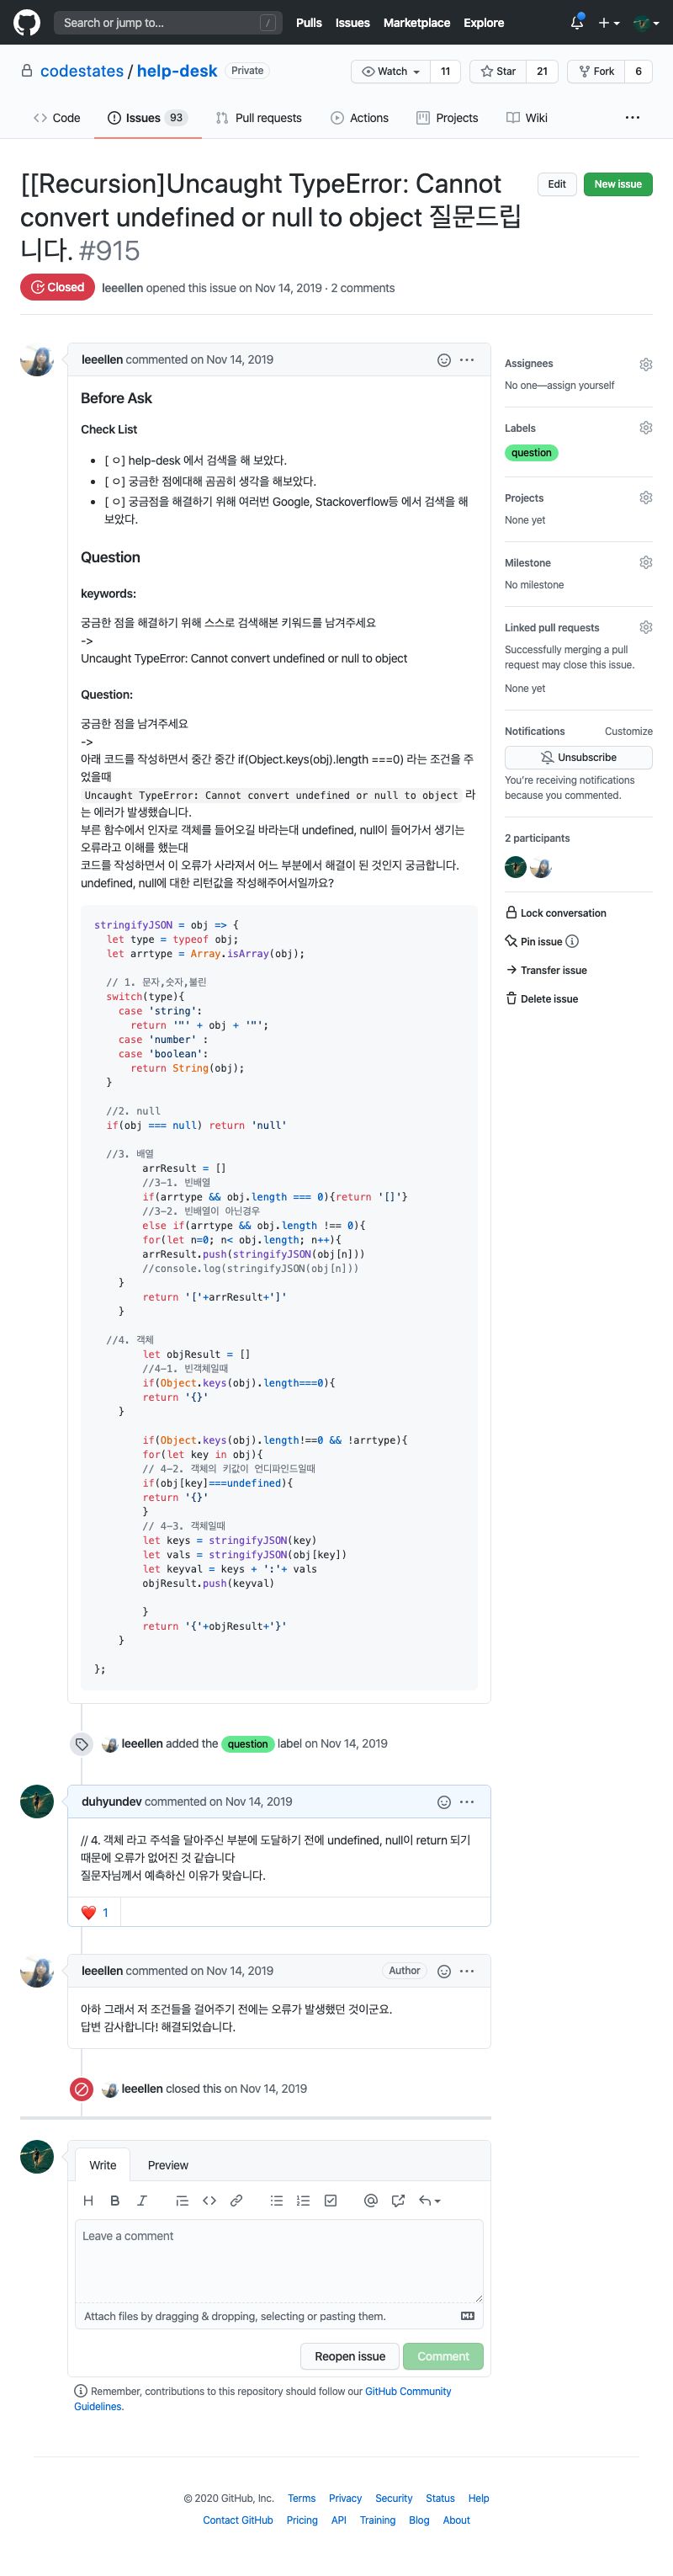 Search or jump to... /
Pulls Issues Marketplace Explore
codestates / help-desk Private
Watch 11 Star 21 Fork 6
Code Issues 93 Pull requests Actions Projects Wiki ...
[[Recursion]Uncaught TypeError: Cannot
convert undefined or null to object 질문드립
니다. #915
Edit New issue
Closed leeellen opened this issue on Nov 14, 2019 · 2 comments
leeellen commented on Nov 14, 2019
Before Ask
Check List
• [ ㅇ] help-desk 에서 검색을 해 보았다.
• [ ㅇ] 궁금한 점에대해 곰곰히 생각을 해보았다.
• [ ㅇ] 궁금점을 해결하기 위해 여러번 Google, Stackoverflow등 에서 검색을 해
보았다.
Question
keywords:
궁금한 점을 해결하기 위해 스스로 검색해본 키워드를 남겨주세요
->
Uncaught TypeError: Cannot convert undefined or null to object
Question:
궁금한 점을 남겨주세요
->
아래 코드를 작성하면서 중간 중간 if(Object.keys(obj).length ===0) 라는 조건을 주
었을때
Uncaught TypeError: Cannot convert undefined or null to object 라
는 에러가 발생했습니다.
부른 함수에서 인자로 객체를 들어오길 바라는대 undefined, null이 들어가서 생기는
오류라고 이해를 했는대
코드를 작성하면서 이 오류가 사라져서 어느 부분에서 해결이 된 것인지 궁금합니다.
undefined, null에 대한 리턴값을 작성해주어서일까요?
stringifyJSON = obj => {
let type = typeof obj;
let arrtype = Array.isArray(obj);
// 1. 문자,숫자,불린
switch(type){
case 'string':
return '"' + obj + '"';
case 'number' :
case 'boolean':
return String(obj);
}
//2. null
if(obj === null) return 'null'
//3. 배열
arrResult = []
//3-1. 빈배열
if(arrtype && obj.length === 0){return '[]'}
//3-2. 빈배열이 아닌경우
else if(arrtype && obj.length !== 0){
for(let n=0; n< obj.length; n++){
arrResult.push(stringifyJSON(obj[n]))
//console.log(stringifyJSON(obj[n]))
}
return '['+arrResult+']'
}
//4. 객체
let objResult = []
//4-1. 빈객체일때
if(Object.keys(obj).length===0){
return '{}'
}
if(Object.keys(obj).length!==0 && !arrtype){
for(let key in obj){
// 4-2. 객체의 키값이 언디파인드일때
if(obj[key]===undefined){
return '{}'
}
// 4-3. 객체일때
let keys = stringifyJSON(key)
let vals = stringifyJSON(obj[key])
let keyval = keys + ':'+ vals
objResult.push(keyval)
}
return '{'+objResult+'}'
}
};
leeellen added the question label on Nov 14, 2019
duhyundev commented on Nov 14, 2019
// 4. 객체 라고 주석을 달아주신 부분에 도달하기 전에 undefined, null이 return 되기
때문에 오류가 없어진 것 같습니다
질문자님께서 예측하신 이유가 맞습니다.
❤️ 1
leeellen commented on Nov 14, 2019 Author
아하 그래서 저 조건들을 걸어주기 전에는 오류가 발생했던 것이군요.
답변 감사합니다! 해결되었습니다.
leeellen closed this on Nov 14, 2019
Write Preview
Leave a comment
Attach files by dragging & dropping, selecting or pasting them.
Reopen issue Comment
Remember, contributions to this repository should follow our GitHub Community
Guidelines.
Assignees
No one—assign yourself
Labels
question
Projects
None yet
Milestone
No milestone
Linked pull requests
Successfully merging a pull
request may close this issue.
None yet
Notifications Customize
Unsubscribe
You're receiving notifications
because you commented.
2 participants
Lock conversation
Pin issue
Transfer issue
Delete issue
© 2020 GitHub, Inc. Terms Privacy Security Status Help
Contact GitHub Pricing API Training Blog About